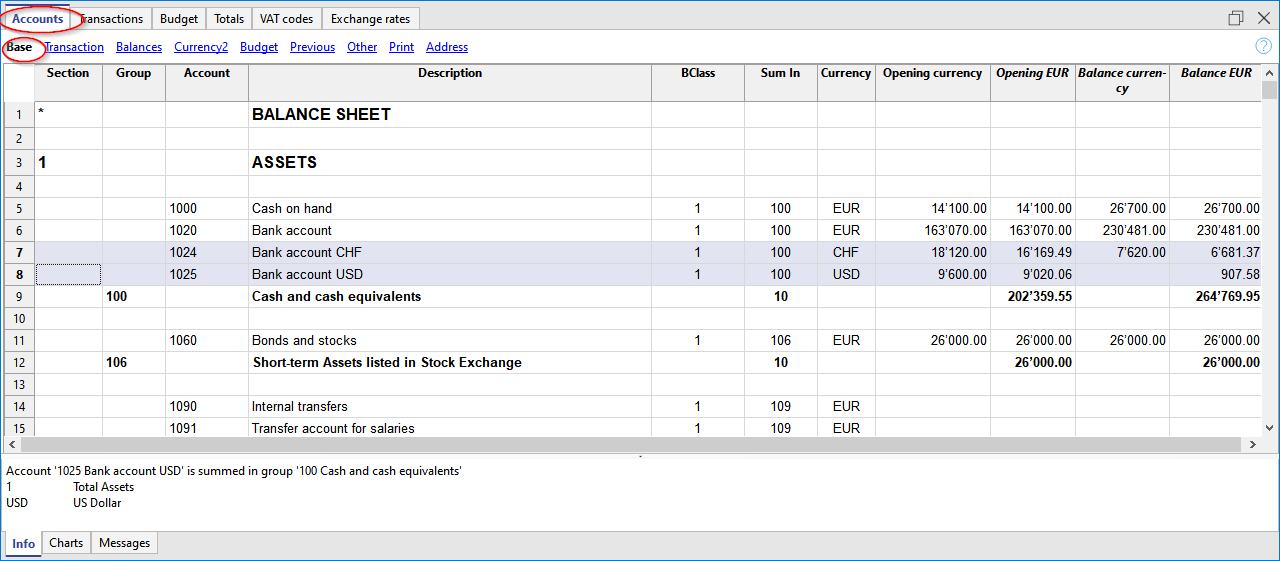 Accounts Transactions Budget Totals VAT codes Exchange rates
Base Transaction Balances Currency2 Budget Previous Other Print Address
Section Group Account Description BClass Sum In Currency Opening currency Opening EUR Balance curren- Balance EUR
cy
1 * BALANCE SHEET
2
3 1 ASSETS
4
5 1000 Cash on hand 1 100 EUR 14’100.00 14’100.00 26’700.00 26’700.00
6 1020 Bank account 1 100 EUR 163’070.00 163’070.00 230’481.00 230’481.00
7 1024 Bank account CHF 1 100 CHF 18’120.00 16’169.49 7’620.00 6’681.37
8 1025 Bank account USD 1 100 USD 9’600.00 9’020.06 907.58
9 100 Cash and cash equivalents 10 202’359.55 264’769.95
10
11 1060 Bonds and stocks 1 106 EUR 26’000.00 26’000.00 26’000.00 26’000.00
12 106 Short-term Assets listed in Stock Exchange 10 26’000.00 26’000.00
13
14 1090 Internal transfers 1 109 EUR
15 1091 Transfer account for salaries 1 109 EUR
Account '1025 Bank account USD' is summed in group '100 Cash and cash equivalents'
1 Total Assets
USD US Dollar
Info Charts Messages